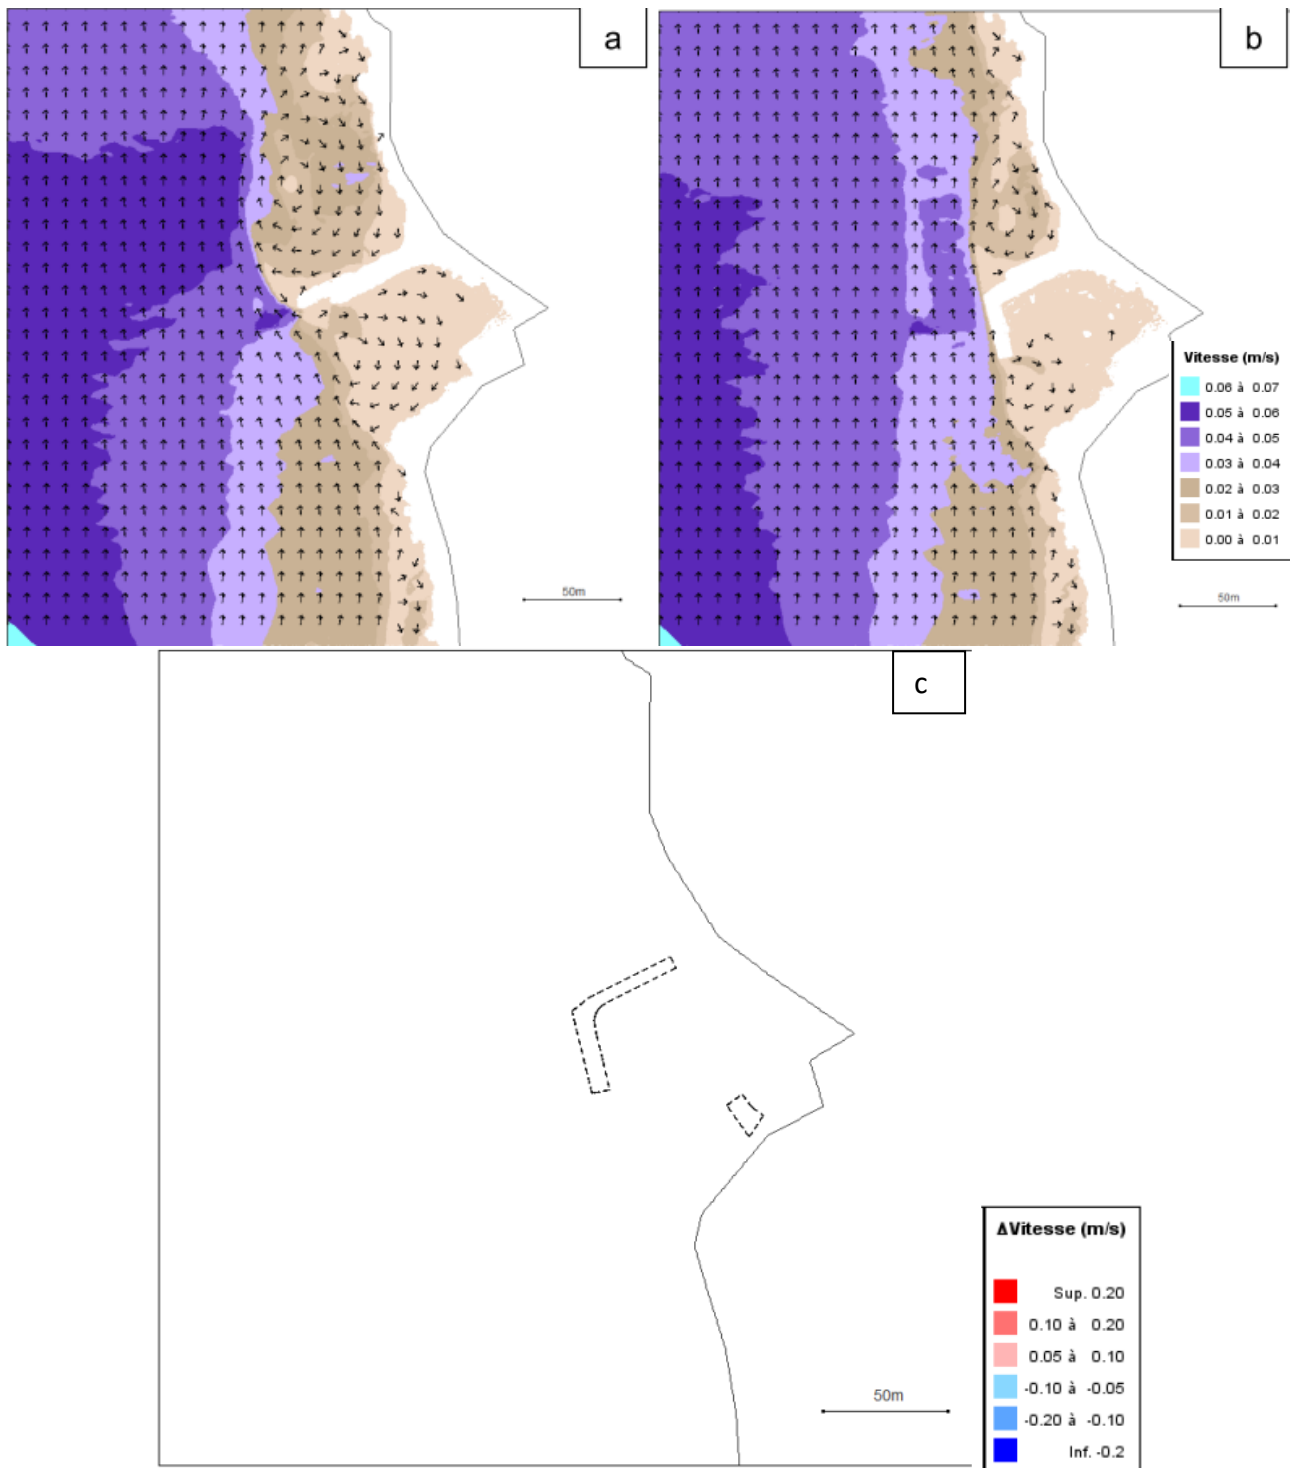 a
b
Vitesse (m/s)
0.06 à 0.07
0.05 à 0.06
0.04 à 0.05
0.03 à 0.04
0.02 à 0.03
0.01 à 0.02
0.00 à 0.01
50m
50m
c
ΔVitesse (m/s)
Sup. 0.20
0.10 à 0.20
0.05 à 0.10
-0.10 à -0.05
-0.20 à -0.10
Inf. -0.2
50m